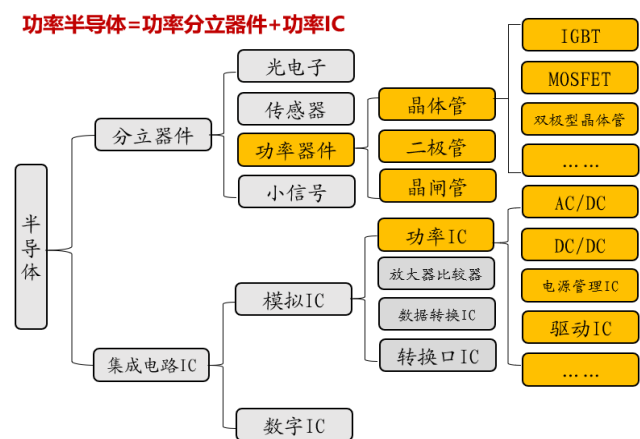 功率半导体=功率分立器件+功率IC
半导体
分立器件
光电子
传感器
功率器件
小信号
晶体管
二极管
晶闸管
IGBT
MOSFET
双极型晶体管
……
集成电路IC
模拟IC
数字IC
功率IC
放大器比较器
数据转换IC
转换口IC
AC/DC
DC/DC
电源管理IC
驱动IC
……